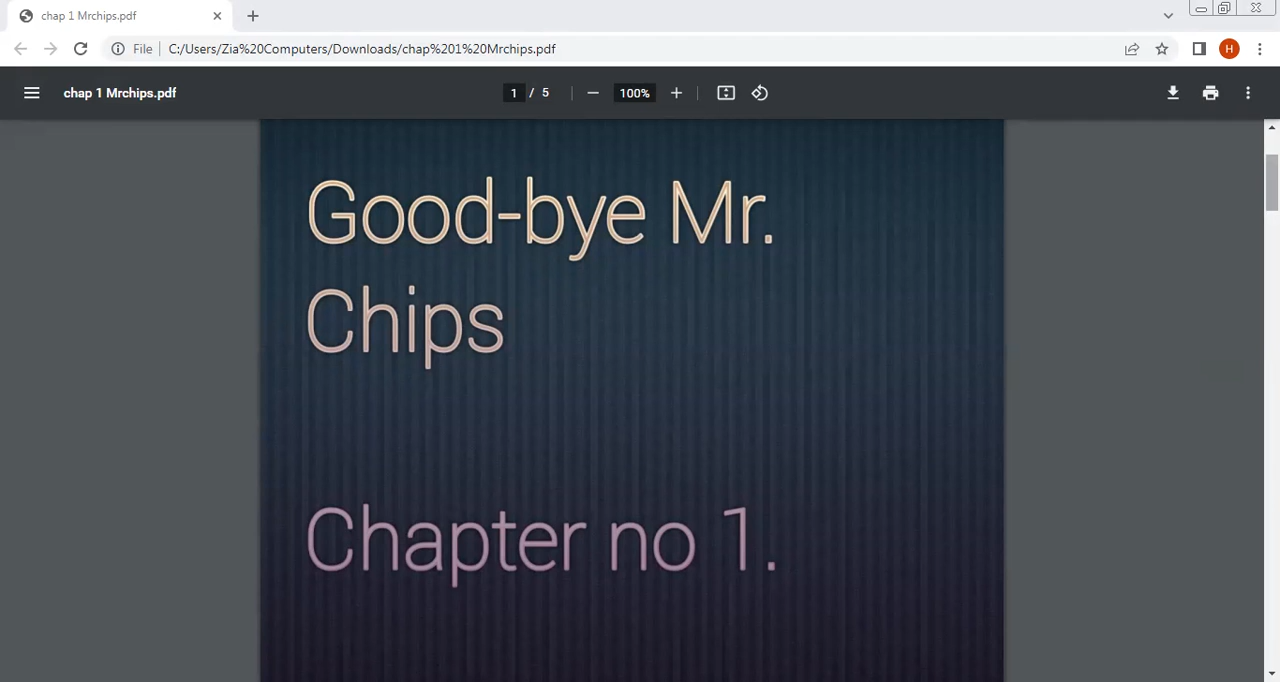 chap 1 Mrchips.pdf
File C:/Users/Zia%20Computers/Downloads/chap%201%20Mrchips.pdf
H
chap 1 Mrchips.pdf
1 / 5
100%
Good-bye Mr.
Chips
Chapter no 1.